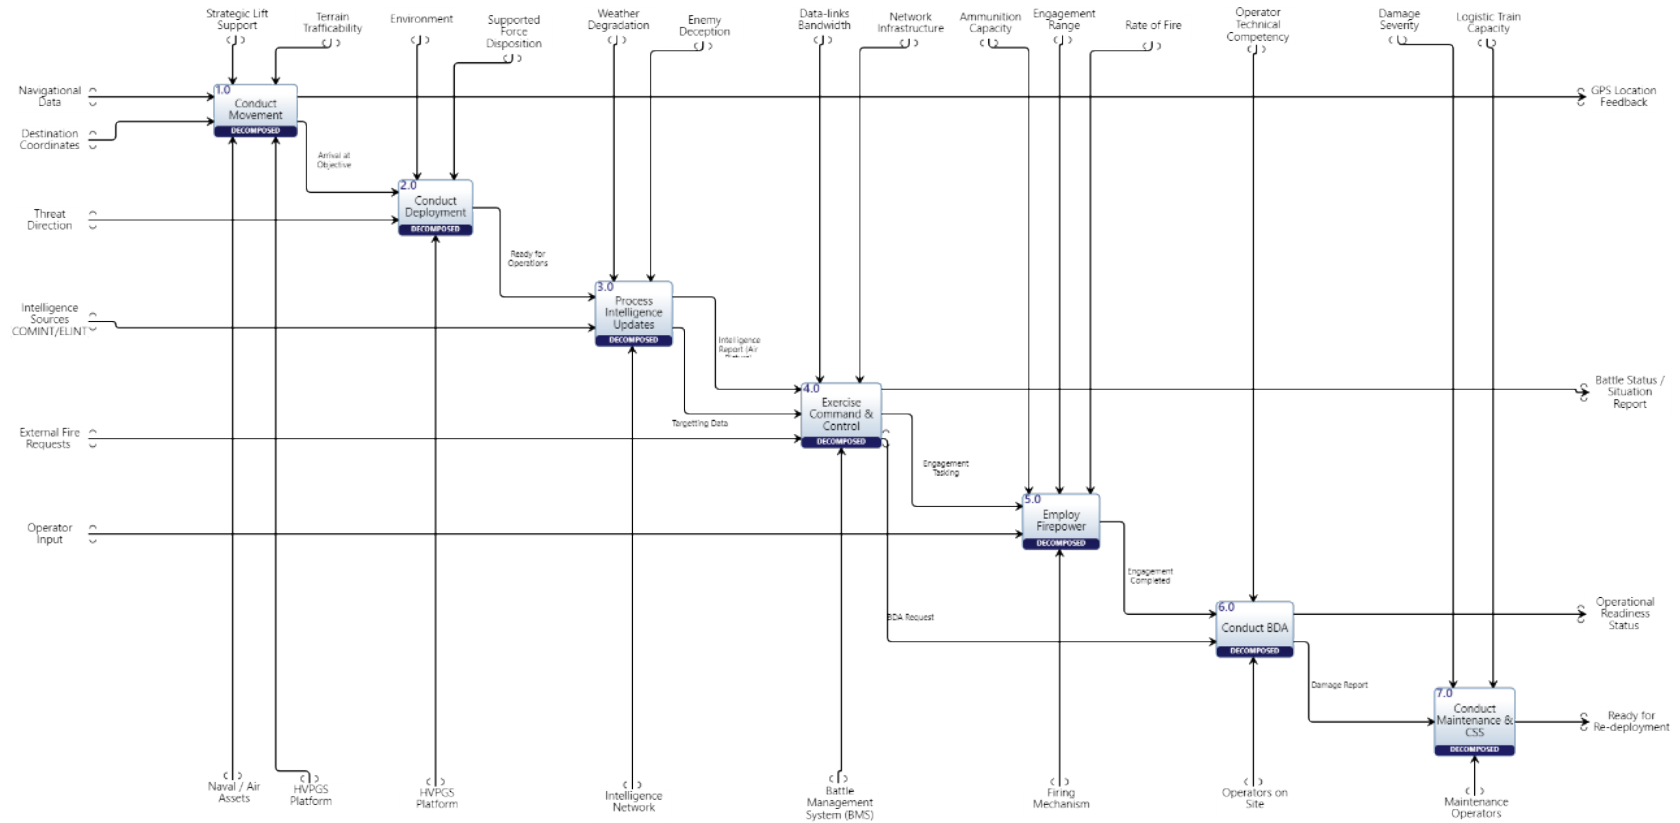 Strategic Lift
Support
Terrain
Trafficability
Environment
Supported
Force
Disposition
Weather
Degradation
Enemy
Deception
Data-links
Bandwidth
Network
Infrastructure
Ammunition
Capacity
Engagement
Range
Rate of Fire
Operator
Technical
Competency
Damage
Severity
Logistic Train
Capacity
Navigational
Data
1.0
Conduct
Movement
DECOMPOSED
GPS Location
Feedback
Destination
Coordinates
Arrival at
Objective
2.0
Conduct
Deployment
DECOMPOSED
Threat
Direction
Ready for
Operations
3.0
Process
Intelligence
Updates
DECOMPOSED
Intelligence
Sources
COMINT/ELINT
Intelligence
Report (Air
4.0
Exercise
Command &
Control
DECOMPOSED
Battle Status /
Situation
Report
Targetting Data
External Fire
Requests
Engagement
Tasking
5.0
Employ
Firepower
DECOMPOSED
Operator
Input
Engagement
Completed
BDA Request
6.0
Conduct BDA
DECOMPOSED
Operational
Readiness
Status
Damage Report
7.0
Conduct
Maintenance &
CSS
DECOMPOSED
Ready for
Re-deployment
Naval / Air
Assets
HVPGS
Platform
HVPGS
Platform
Intelligence
Network
Battle
Management
System (BMS)
Firing
Mechanism
Operators on
Site
Maintenance
Operators